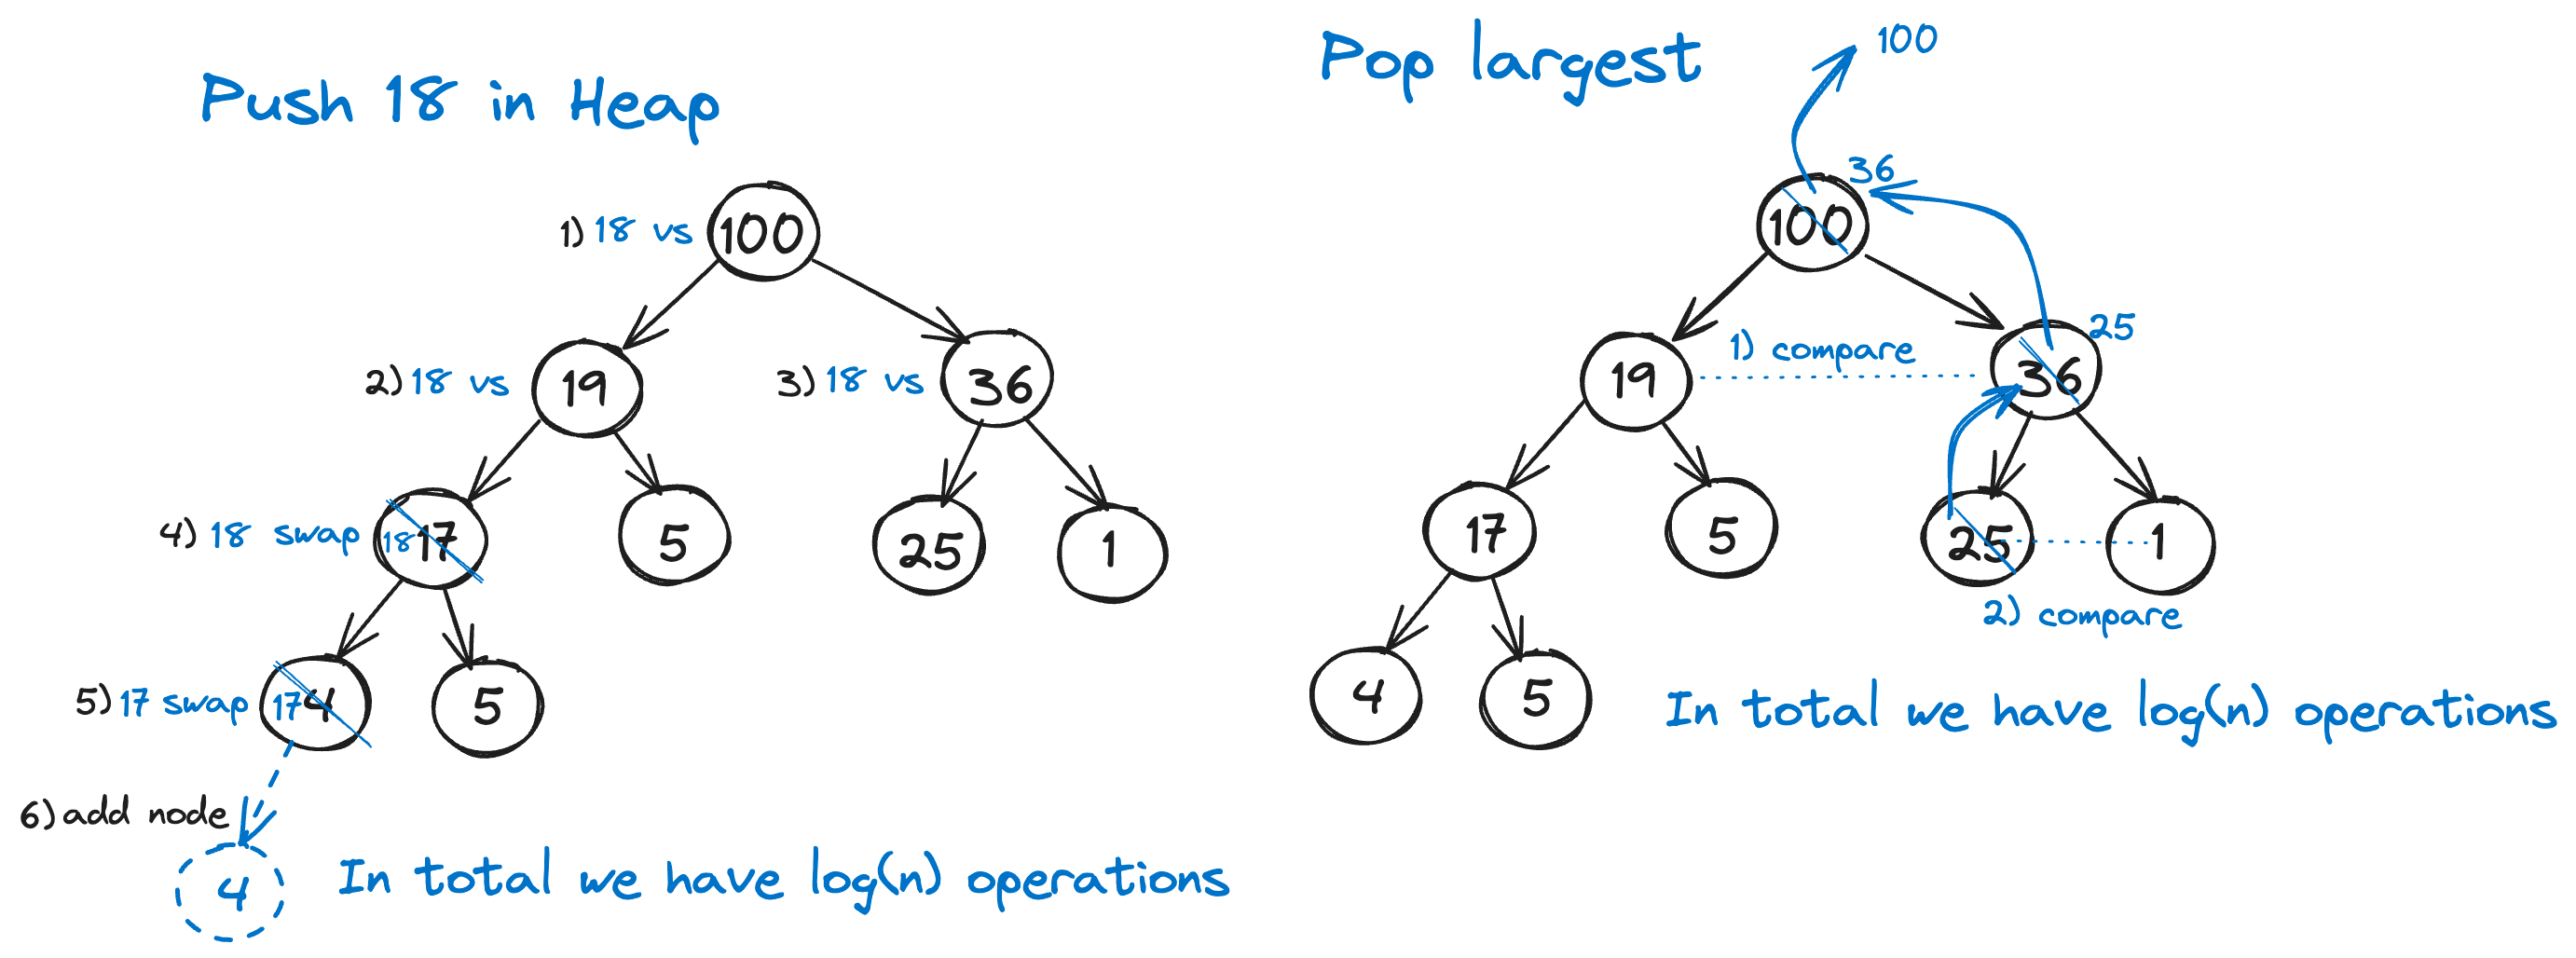 Push 18 in Heap
1) 18 vs 100
2) 18 vs 19
3) 18 vs 36
4) 18 swap 18 17
5
25
1
5) 17 swap 17 4
5
6) add node
4
In total we have log(n) operations
Pop largest
100
36
100
25
19
1) compare
36
17
5
25
1
2) compare
4
5
In total we have log(n) operations